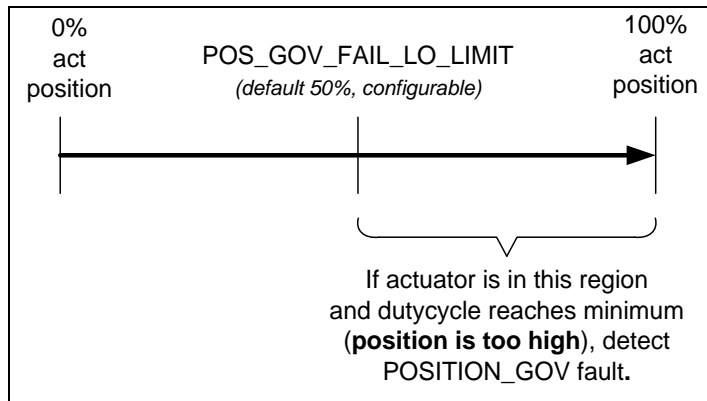 0%
act
position
POS_GOV_FAIL_LO_LIMIT
(default 50%, configurable)
100%
act
position
If actuator is in this region
and dutycycle reaches minimum
(position is too high), detect
POSITION_GOV fault.